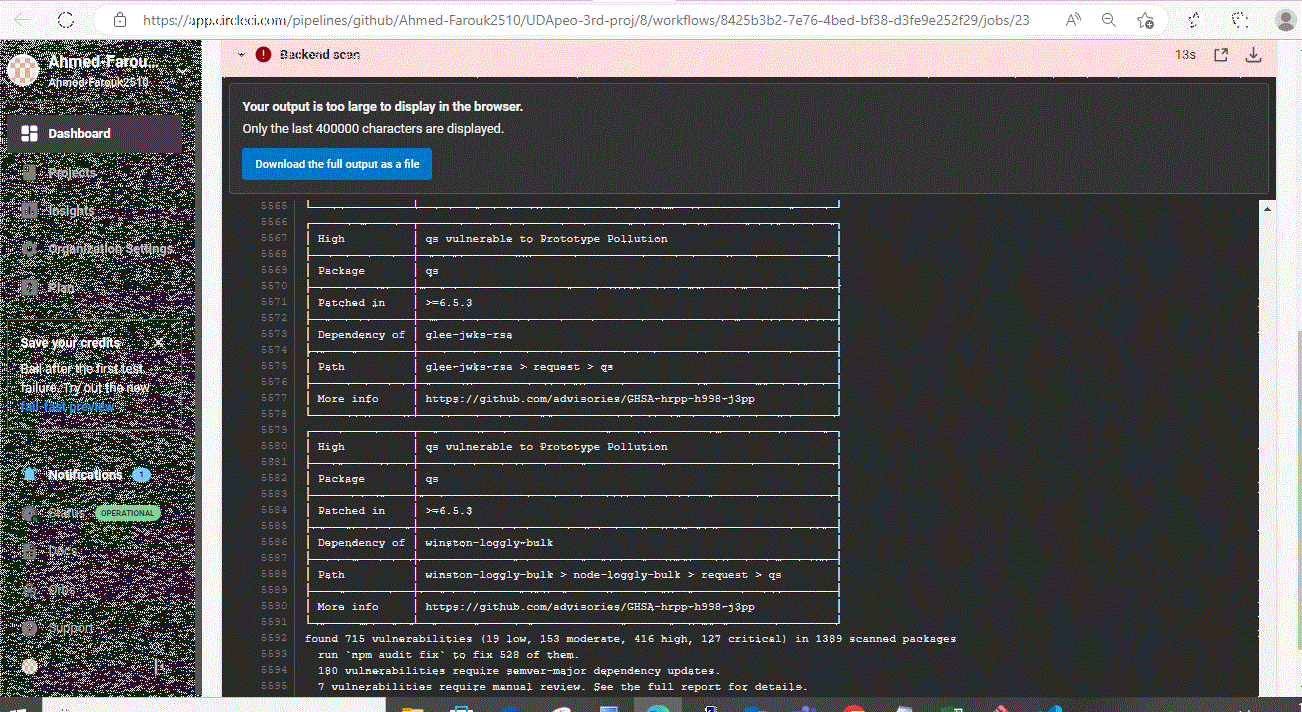 https://app.circleci.com/pipelines/github/Ahmed-Farouk2510/UDApeo-3rd-proj/8/workflows/8425b3b2-7e76-4bed-bf38-d3fe9e252f29/jobs/23
Ahmed-Farou...
Ahmed-Farouk2510
Dashboard
Projects
Insights
Organization Settings
Plan
Save your credits
Bail after the first test
failure. Try out the new
fail-fast preview
Notifications 1
Status OPERATIONAL
Docs
Orbs
Support
Backend scan 13s
Your output is too large to display in the browser.
Only the last 400000 characters are displayed.
Download the full output as a file
5565
5566
5567 High qs vulnerable to Prototype Pollution
5568
5569 Package qs
5570
5571 Patched in >=6.5.3
5572
5573 Dependency of glee-jwks-rsa
5574
5575 Path glee-jwks-rsa > request > qs
5576
5577 More info https://github.com/advisories/GHSA-hrpp-h998-j3pp
5578
5579
5580 High qs vulnerable to Prototype Pollution
5581
5582 Package qs
5583
5584 Patched in >=6.5.3
5585
5586 Dependency of winston-loggly-bulk
5587
5588 Path winston-loggly-bulk > node-loggly-bulk > request > qs
5589
5590 More info https://github.com/advisories/GHSA-hrpp-h998-j3pp
5591
5592 found 715 vulnerabilities (19 low, 153 moderate, 416 high, 127 critical) in 1389 scanned packages
5593 run `npm audit fix` to fix 528 of them.
5594 180 vulnerabilities require semver-major dependency updates.
5595 7 vulnerabilities require manual review. See the full report for details.